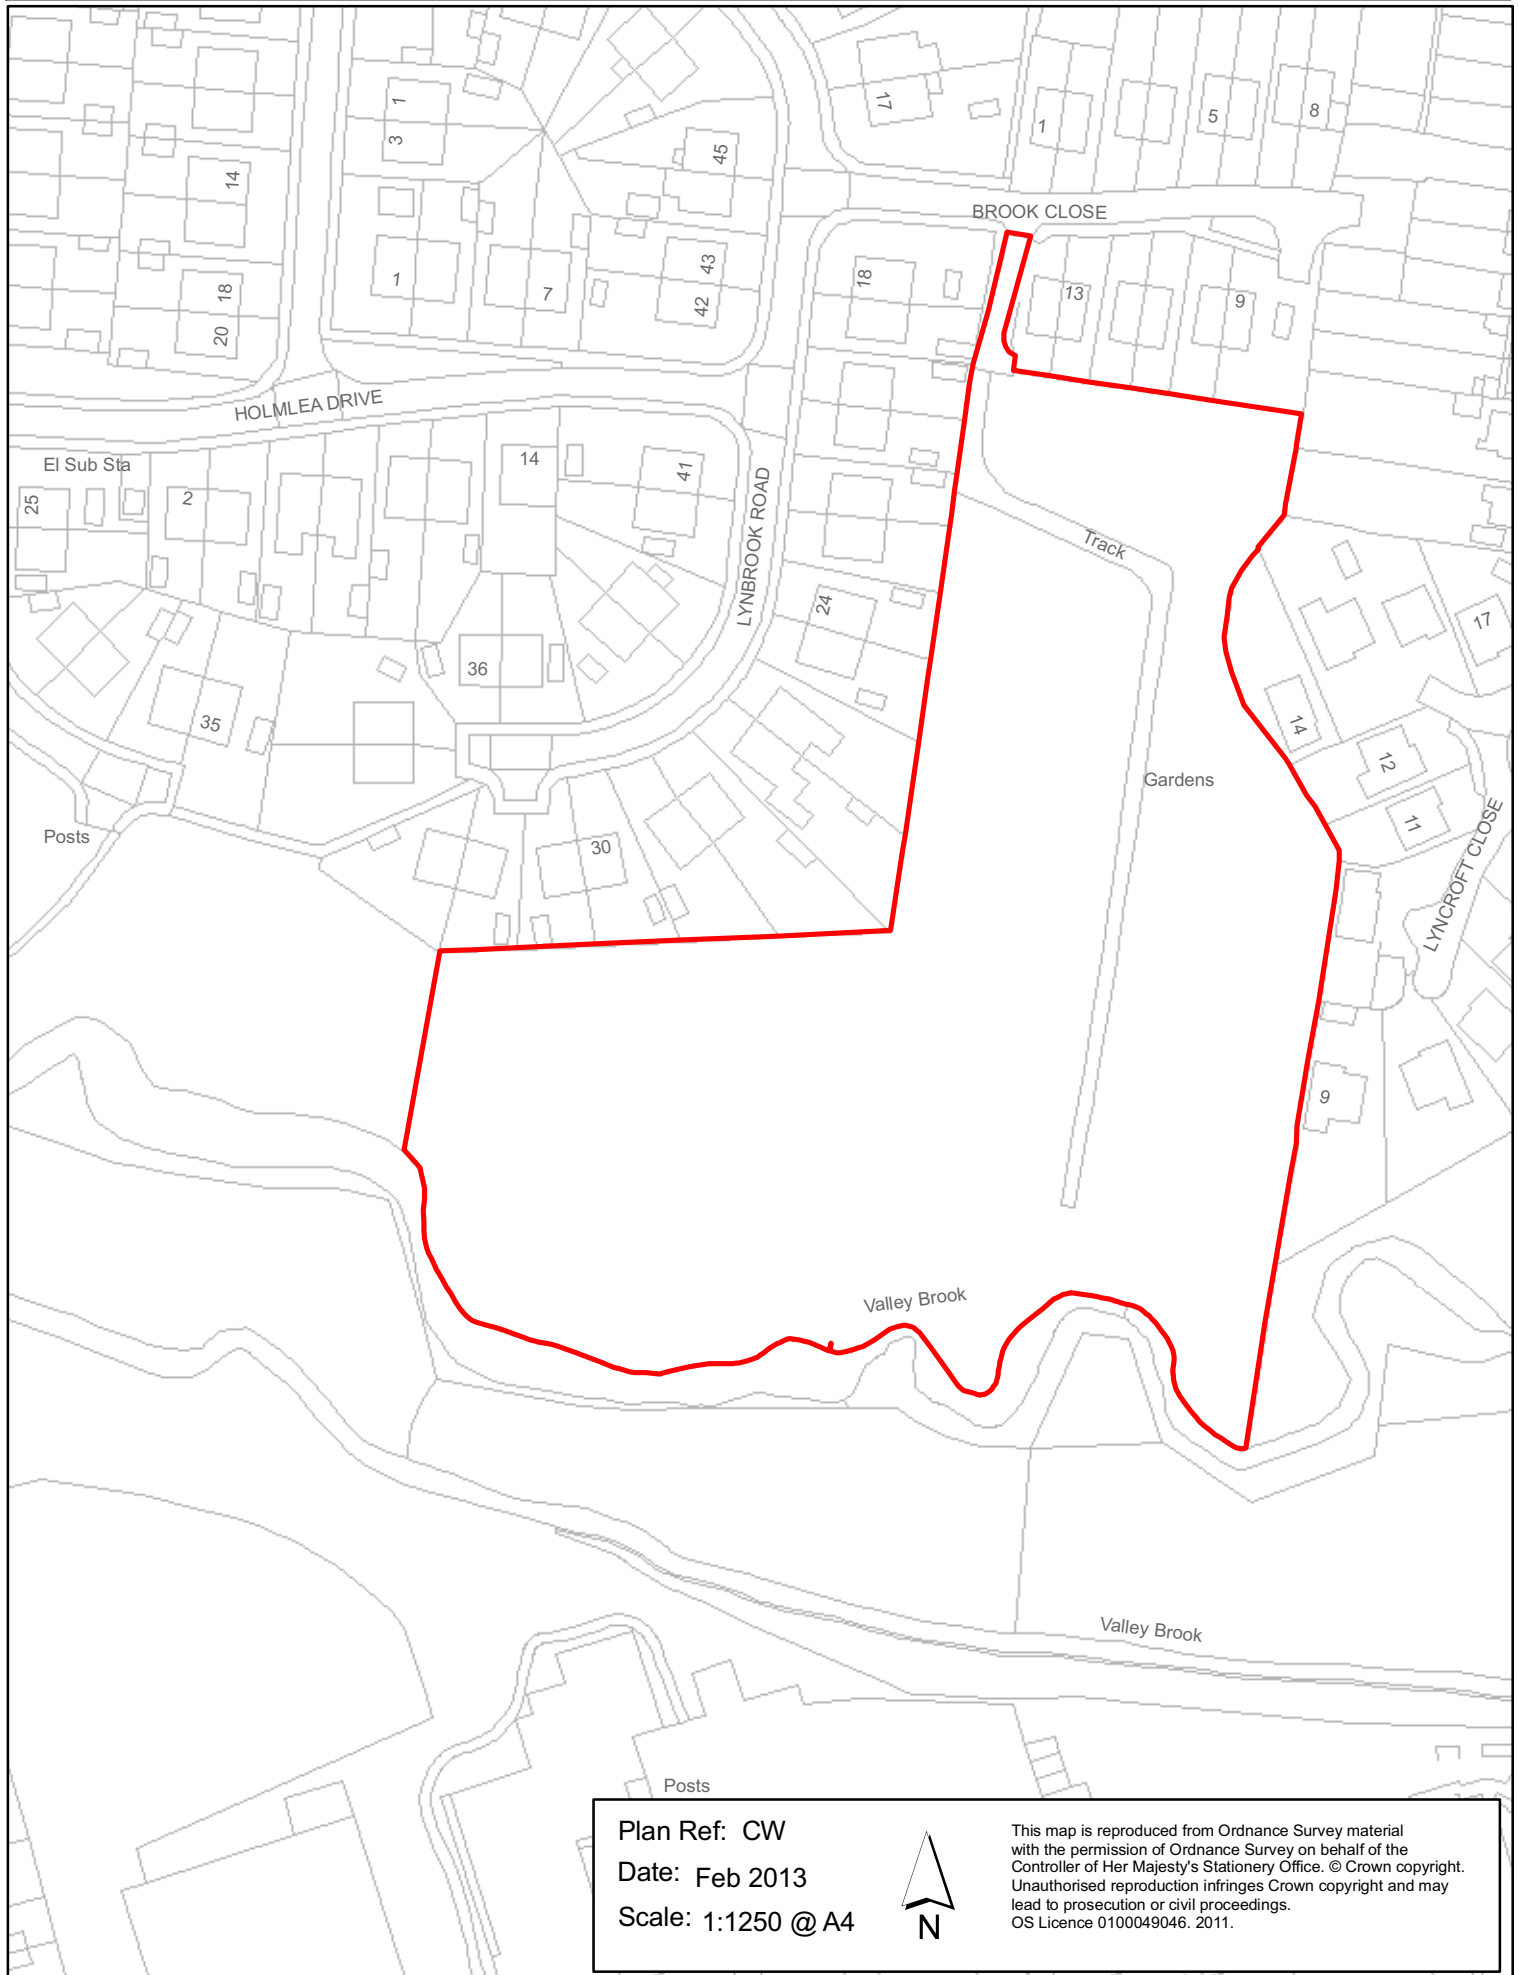 17
1
5
8
1
3
45
14
BROOK CLOSE
1
7
43
42
18
13
9
18
20
HOLMLEA DRIVE
El Sub Sta
25
2
14
41
LYNBROOK ROAD
Track
24
17
36
35
14
12
11
Gardens
Posts
30
LYNCROFT CLOSE
9
Valley Brook
Valley Brook
Posts
Plan Ref: CW
Date: Feb 2013
Scale: 1:1250 @ A4
N
This map is reproduced from Ordnance Survey material
with the permission of Ordnance Survey on behalf of the
Controller of Her Majesty's Stationery Office. © Crown copyright.
Unauthorised reproduction infringes Crown copyright and may
lead to prosecution or civil proceedings.
OS Licence 0100049046. 2011.